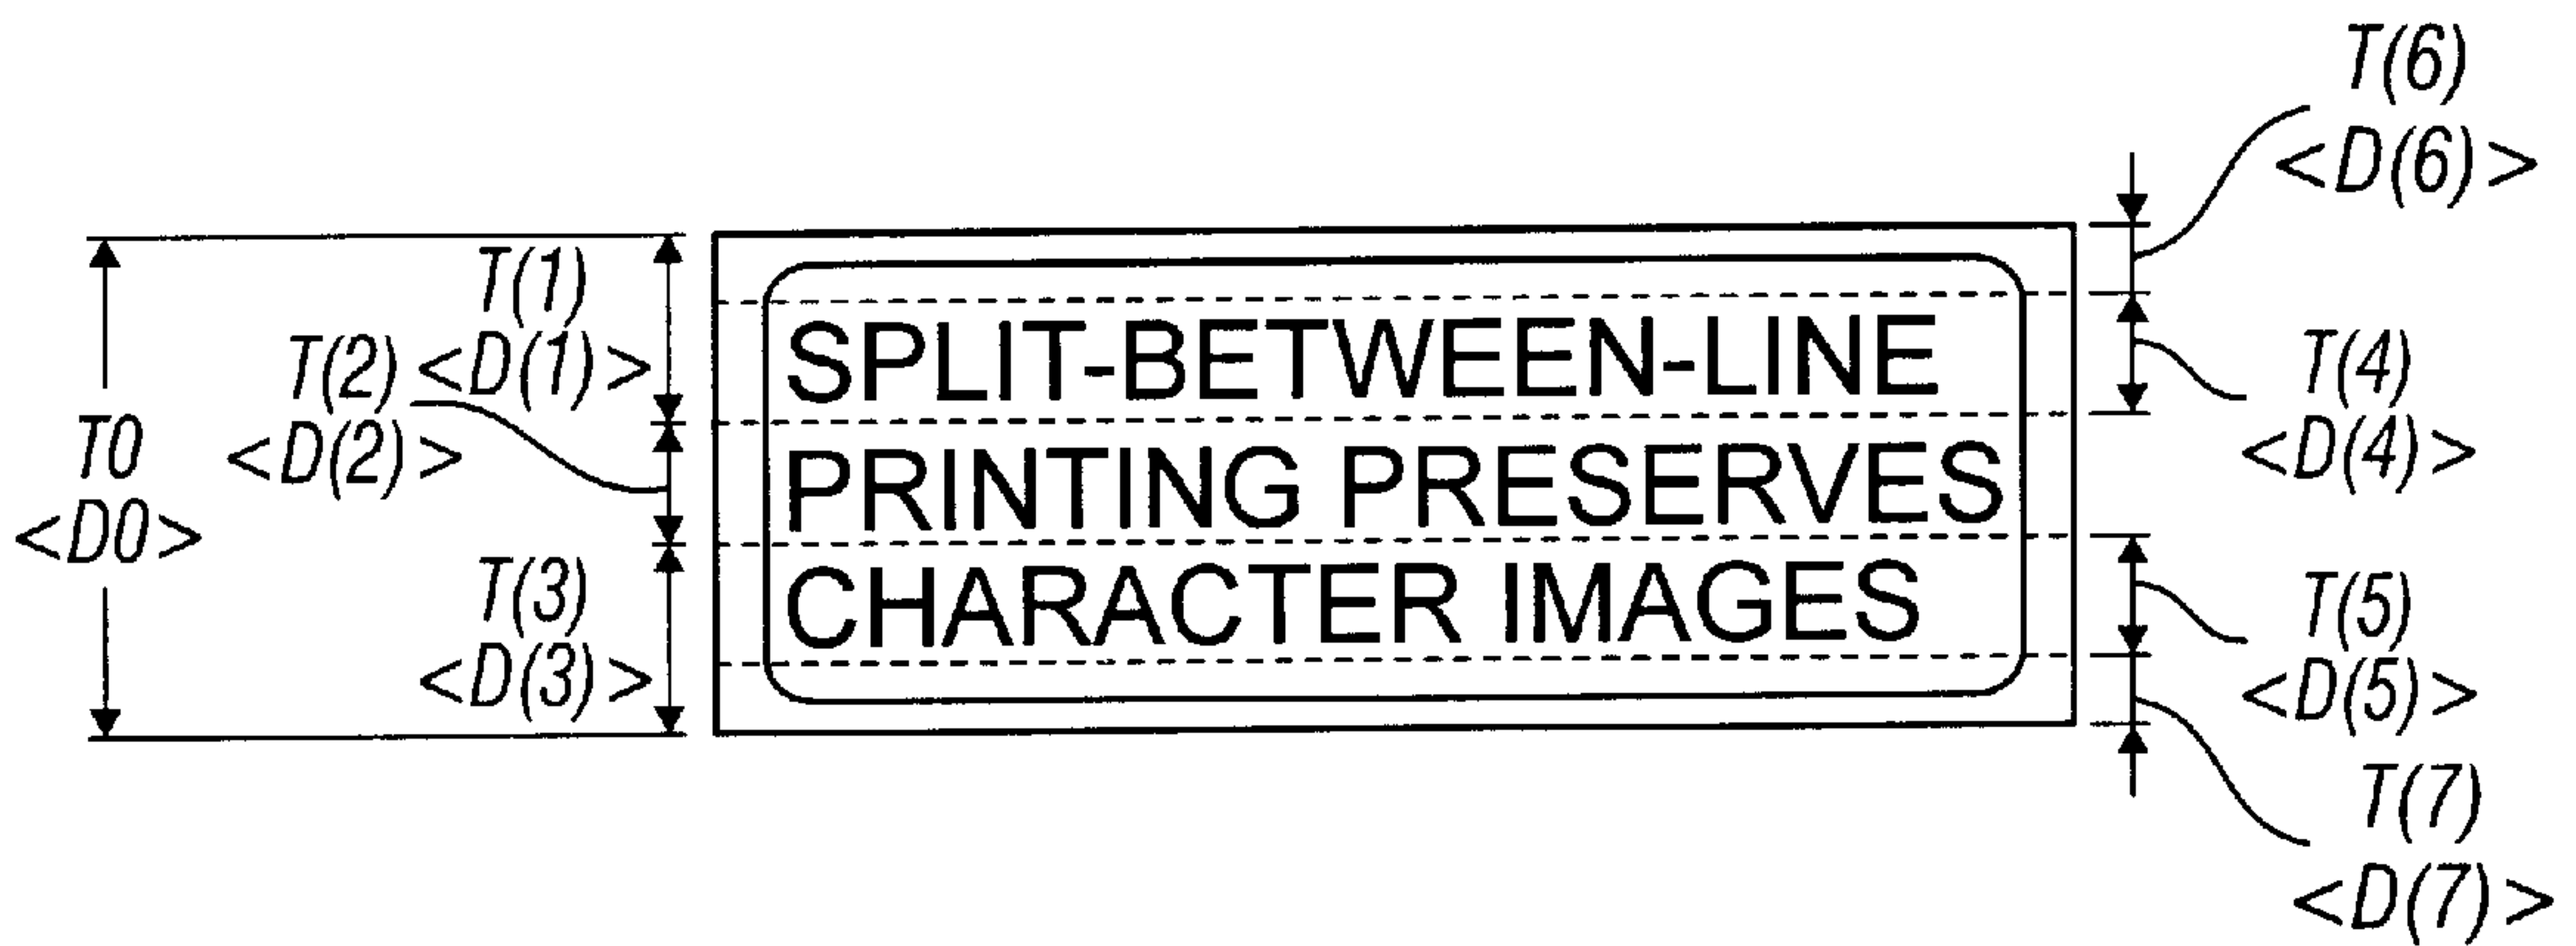 T(6)
<D(6)>
T(1)
<D(1)>
T(2)
<D(2)>
T0
<D0>
T(3)
<D(3)>
SPLIT-BETWEEN-LINE
PRINTING PRESERVES
CHARACTER IMAGES
T(4)
<D(4)>
T(5)
<D(5)>
T(7)
<D(7)>